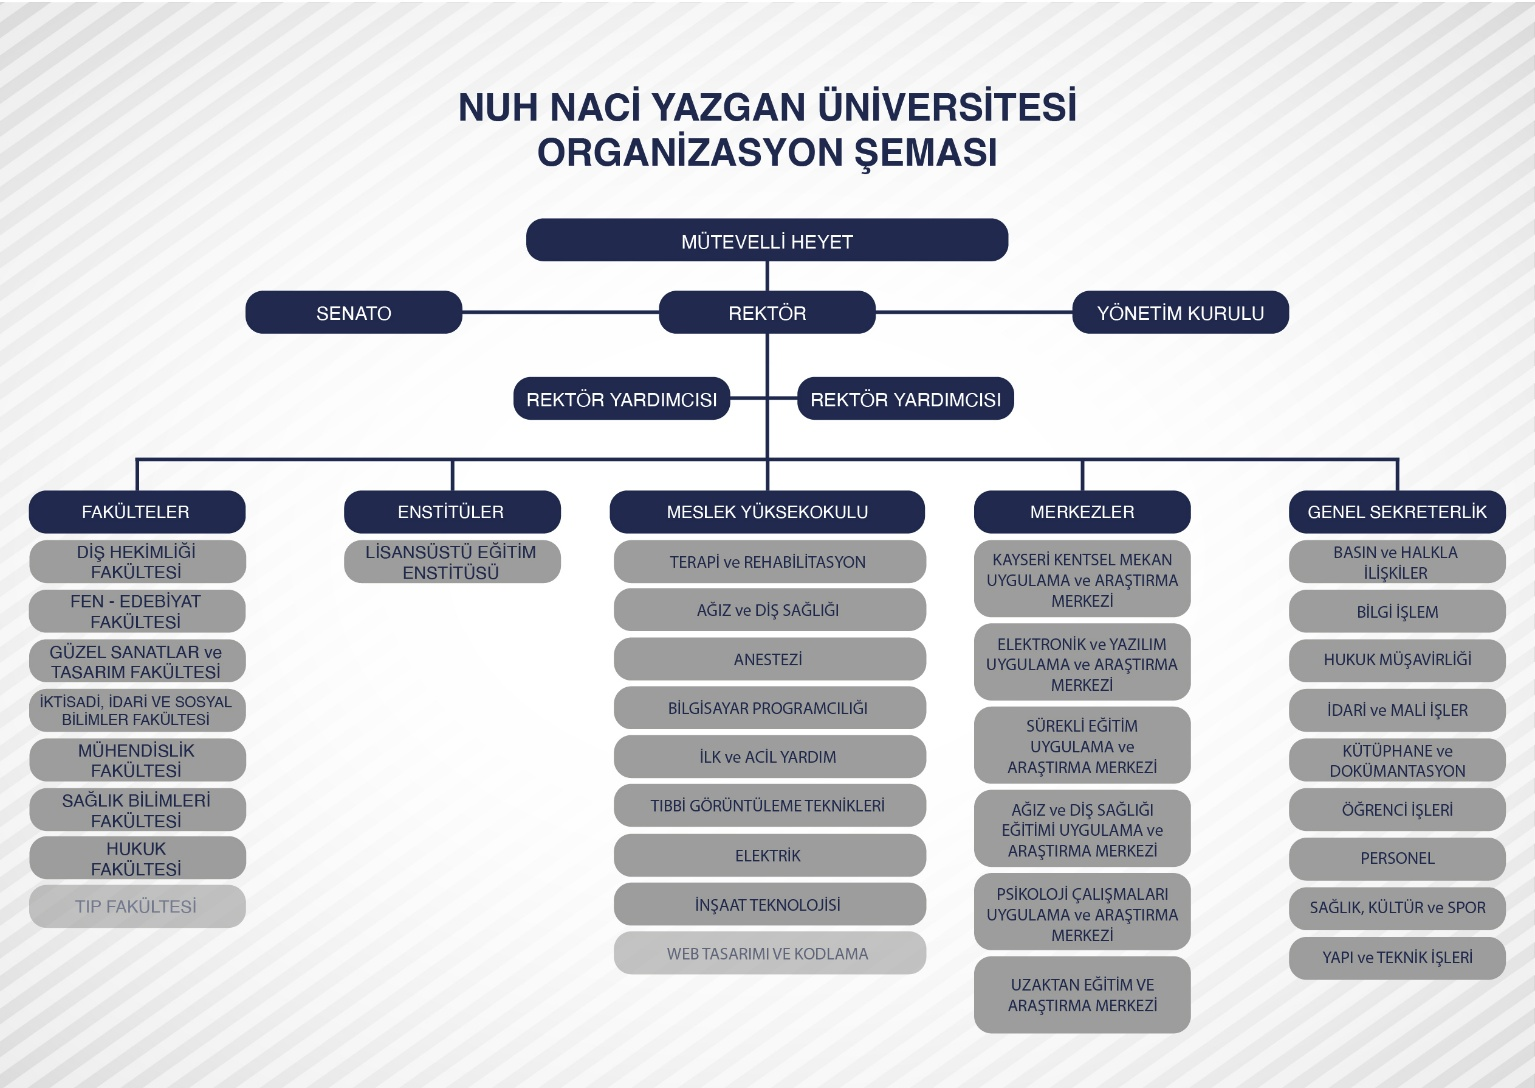 NUH NACİ YAZGAN ÜNİVERSİTESİ
ORGANİZASYON ŞEMASI
MÜTEVELLİ HEYET
SENATO
REKTÖR
YÖNETİM KURULU
REKTÖR YARDIMCISI
REKTÖR YARDIMCISI
FAKÜLTELER
DİŞ HEKİMLİĞİ
FAKÜLTESİ
FEN - EDEBİYAT
FAKÜLTESİ
GÜZEL SANATLAR ve
TASARIM FAKÜLTESİ
İKTİSADİ, İDARİ VE SOSYAL
BİLİMLER FAKÜLTESİ
MÜHENDİSLİK
FAKÜLTESİ
SAĞLIK BİLİMLERİ
FAKÜLTESİ
HUKUK
FAKÜLTESİ
TIP FAKÜLTESİ
ENSTİTÜLER
LİSANSÜSTÜ EĞİTİM
ENSTİTÜSÜ
MESLEK YÜKSEKOKULU
TERAPİ ve REHABİLİTASYON
AĞIZ ve DİŞ SAĞLIĞI
ANESTEZİ
BİLGİSAYAR PROGRAMCILIĞI
İLK ve ACİL YARDIM
TIBBİ GÖRÜNTÜLEME TEKNİKLERİ
ELEKTRİK
İNŞAAT TEKNOLOJİSİ
WEB TASARIMI VE KODLAMA
MERKEZLER
KAYSERİ KENTSEL MEKAN
UYGULAMA ve ARAŞTIRMA
MERKEZİ
ELEKTRONİK ve YAZILIM
UYGULAMA ve ARAŞTIRMA
MERKEZİ
SÜREKLİ EĞİTİM
UYGULAMA ve
ARAŞTIRMA MERKEZİ
AĞIZ ve DİŞ SAĞLIĞI
EĞİTİMİ UYGULAMA ve
ARAŞTIRMA MERKEZİ
PSİKOLOJİ ÇALIŞMALARI
UYGULAMA ve ARAŞTIRMA
MERKEZİ
UZAKTAN EĞİTİM VE
ARAŞTIRMA MERKEZİ
GENEL SEKRETERLİK
BASIN ve HALKLA
İLİŞKİLER
BİLGİ İŞLEM
HUKUK MÜŞAVİRLİĞİ
İDARİ ve MALİ İŞLER
KÜTÜPHANE ve
DOKÜMANTASYON
ÖĞRENCİ İŞLERİ
PERSONEL
SAĞLIK, KÜLTÜR ve SPOR
YAPI ve TEKNİK İŞLERİ